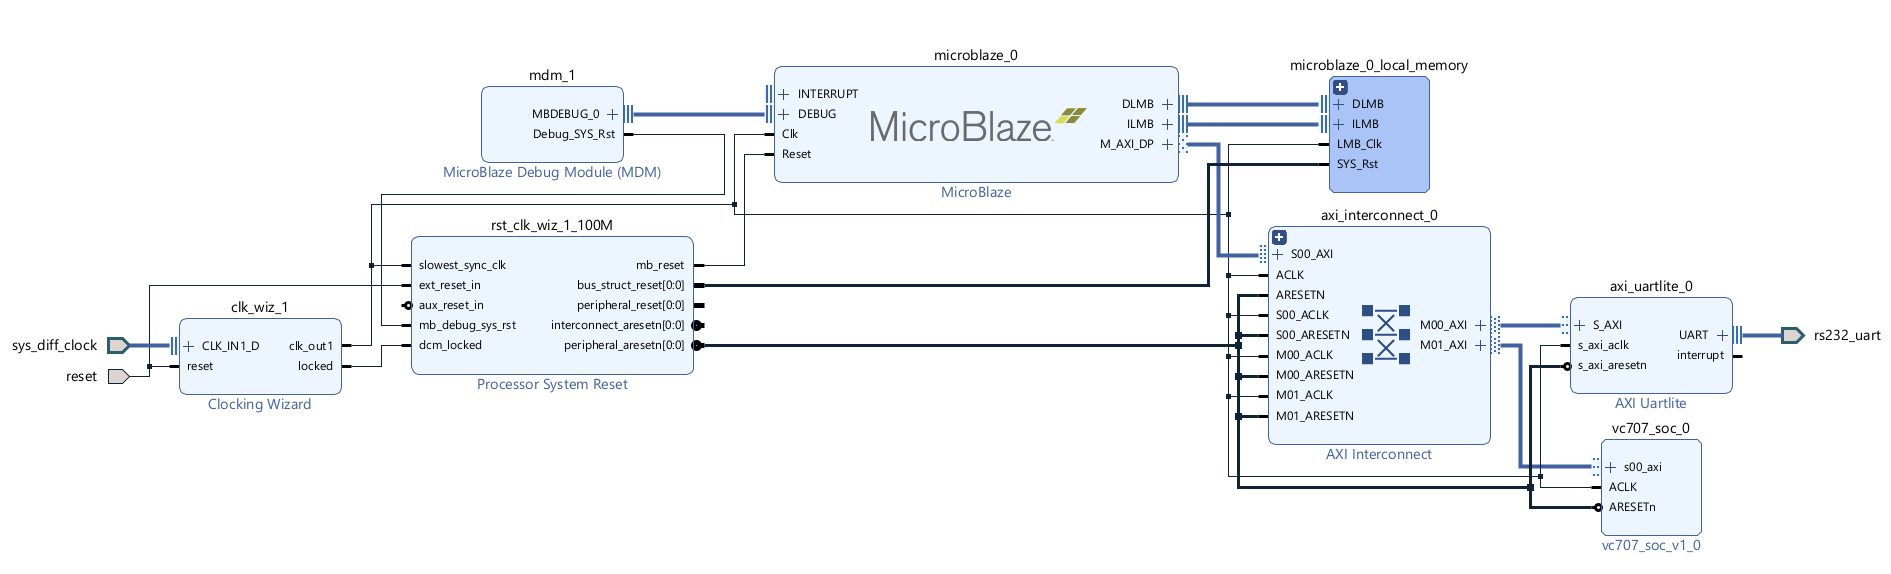 sys_diff_clock
reset
clk_wiz_1
CLK_IN1_D
reset
clk_out1
locked
Clocking Wizard
mdm_1
MBDEBUG_0
Debug_SYS_Rst
MicroBlaze Debug Module (MDM)
rst_clk_wiz_1_100M
slowest_sync_clk
ext_reset_in
aux_reset_in
mb_debug_sys_rst
dcm_locked
mb_reset
bus_struct_reset[0:0]
peripheral_reset[0:0]
interconnect_aresetn[0:0]
peripheral_aresetn[0:0]
Processor System Reset
microblaze_0
INTERRUPT
DEBUG
Clk
Reset
MicroBlaze
DLMB
ILMB
M_AXI_DP
MicroBlaze
microblaze_0_local_memory
DLMB
ILMB
LMB_Clk
SYS_Rst
axi_interconnect_0
S00_AXI
ACLK
ARESETN
S00_ACLK
S00_ARESETN
M00_ACLK
M00_ARESETN
M01_ACLK
M01_ARESETN
M00_AXI
M01_AXI
AXI Interconnect
axi_uartlite_0
S_AXI
s_axi_aclk
s_axi_aresetn
UART
interrupt
AXI Uartlite
rs232_uart
vc707_soc_0
s00_axi
ACLK
ARESETn
vc707_soc_v1_0